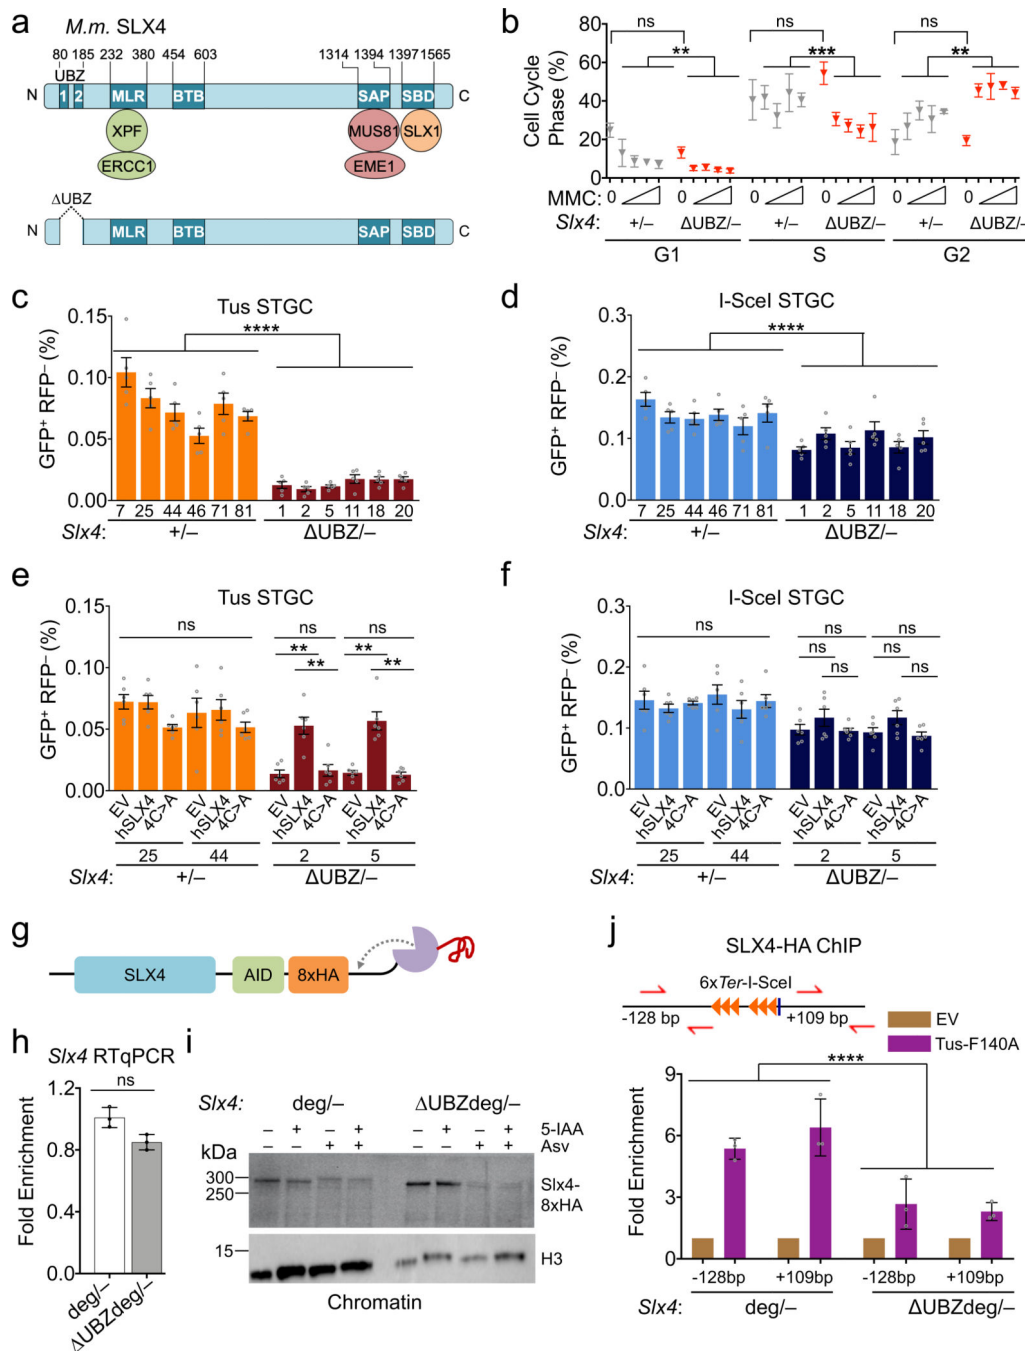 a
M.m. SLX4
80 185 232 380 454 603 1314 1394 1397 1565
UBZ
N 1 2 MLR BTB SAP SBD C
XPF MUS81 SLX1
ERCC1 EME1
ΔUBZ
N MLR BTB SAP SBD C
b
ns ns ns
** *** **
Cell Cycle Phase (%)
80
60
40
20
0
MMC: 0 0 0 0 0 0
Slx4: +/– ΔUBZ/– +/– ΔUBZ/– +/– ΔUBZ/–
G1 S G2
c
Tus STGC
****
GFP+ RFP– (%)
0.15
0.10
0.05
0.00
7 25 44 46 71 81 1 2 5 11 18 20
Slx4: +/– ΔUBZ/–
d
I-SceI STGC
****
GFP+ RFP– (%)
0.3
0.2
0.1
0.0
7 25 44 46 71 81 1 2 5 11 18 20
Slx4: +/– ΔUBZ/–
e
Tus STGC
ns ns ns
** **
** **
GFP+ RFP– (%)
0.15
0.10
0.05
0.00
EV hSLX4 4C>A EV hSLX4 4C>A EV hSLX4 4C>A EV hSLX4 4C>A
25 44 2 5
Slx4: +/– ΔUBZ/–
f
I-SceI STGC
ns ns ns
ns ns
ns ns
GFP+ RFP– (%)
0.3
0.2
0.1
0.0
EV hSLX4 4C>A EV hSLX4 4C>A EV hSLX4 4C>A EV hSLX4 4C>A
25 44 2 5
Slx4: +/– ΔUBZ/–
g
SLX4 AID 8xHA
h
Slx4 RTqPCR
ns
Fold Enrichment
1.2
0.8
0.4
0.0
deg/– ΔUBZdeg/–
i
Slx4: deg/– ΔUBZdeg/–
– + – + – + – + 5-IAA
– – + + – – + + Asv
kDa
300
250
Slx4-8xHA
15
H3
Chromatin
j
SLX4-HA ChIP
6xTer-I-SceI
-128 bp +109 bp
EV
Tus-F140A
****
Fold Enrichment
9
6
3
0
-128bp +109bp -128bp +109bp
Slx4: deg/– ΔUBZdeg/–